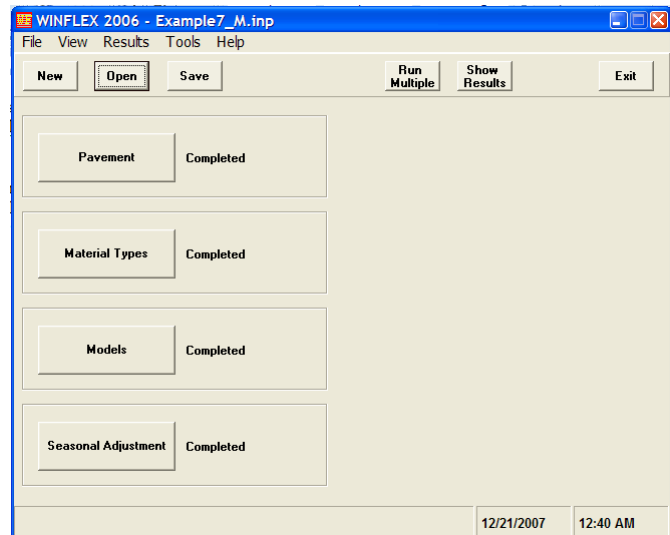 WINFLEX 2006 - Example7_M.inp
File View Results Tools Help
New Open Save Run Multiple Show Results Exit
Pavement Completed
Material Types Completed
Models Completed
Seasonal Adjustment Completed
12/21/2007 12:40 AM